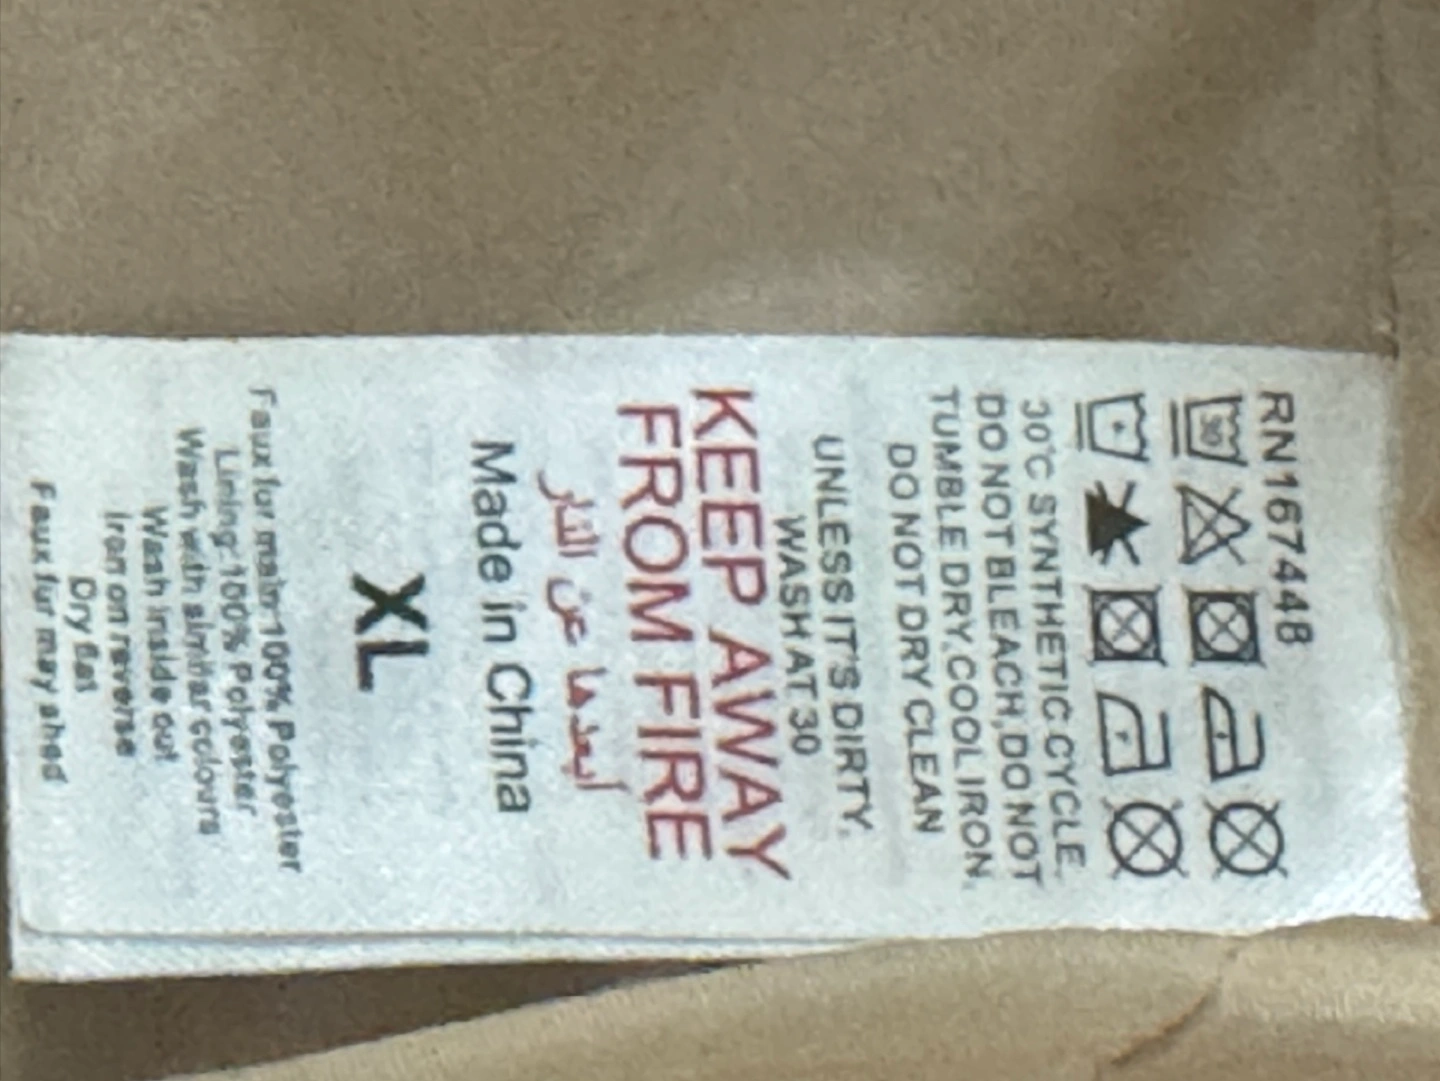 RN167448
30
30°C SYNTHETIC CYCLE.
DO NOT BLEACH,DO NOT
TUMBLE DRY,COOL IRON,
DO NOT DRY CLEAN
UNLESS IT'S DIRTY,
WASH AT 30
KEEP AWAY
FROM FIRE
أبعدها عن النار
Made in China
XL
Faux fur main-100% Polyester
Lining:100% Polyester
Wash with similar colours
Wash inside out
Iron on reverse
Dry flat
Faux fur may shed